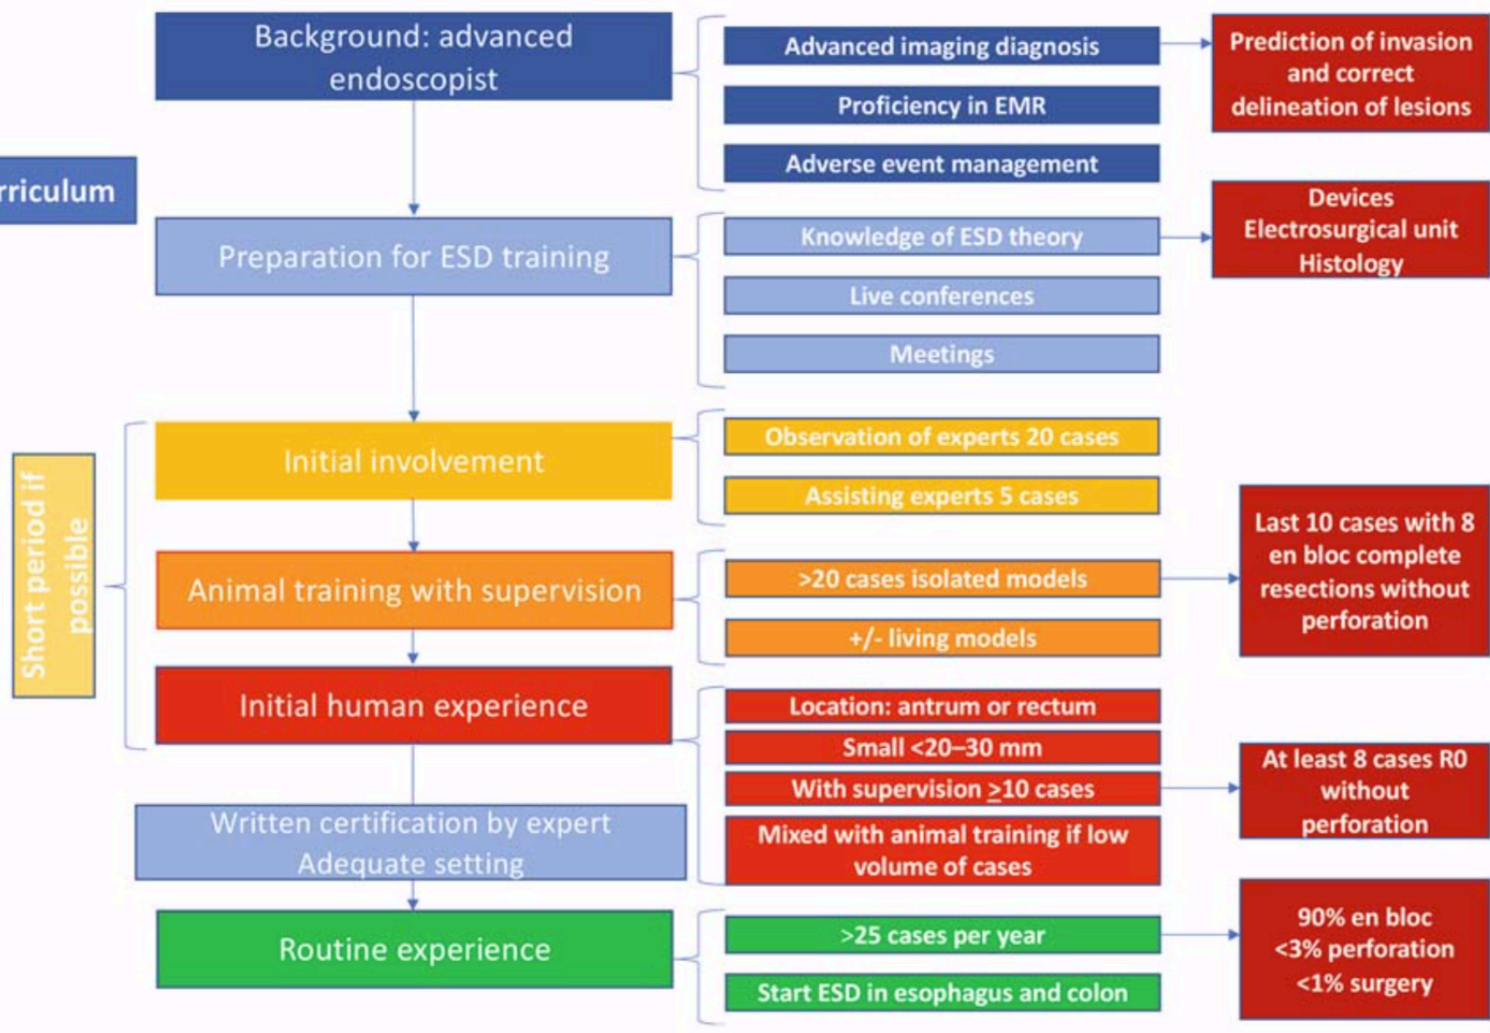 Background: advanced
endoscopist
Advanced imaging diagnosis
Proficiency in EMR
Adverse event management
Prediction of invasion
and correct
delineation of lesions
rriculum
Preparation for ESD training
Knowledge of ESD theory
Live conferences
Meetings
Devices
Electrosurgical unit
Histology
Short period if
possible
Initial involvement
Observation of experts 20 cases
Assisting experts 5 cases
Animal training with supervision
>20 cases isolated models
+/- living models
Last 10 cases with 8
en bloc complete
resections without
perforation
Initial human experience
Location: antrum or rectum
Small <20–30 mm
With supervision ≥10 cases
Mixed with animal training if low
volume of cases
At least 8 cases R0
without
perforation
Written certification by expert
Adequate setting
Routine experience
>25 cases per year
Start ESD in esophagus and colon
90% en bloc
<3% perforation
<1% surgery